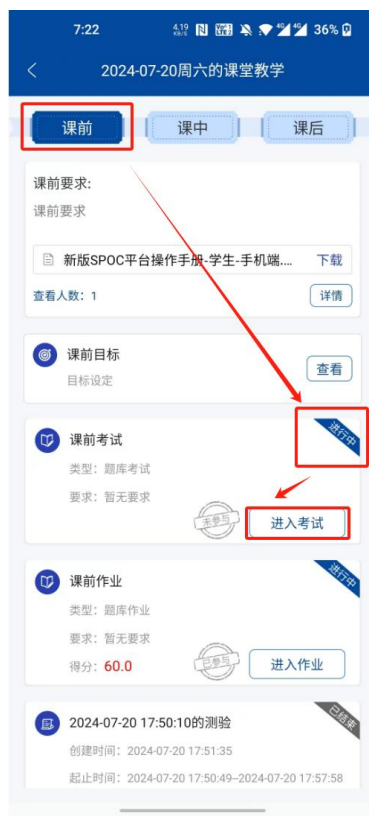 7:22 4.19 KB/S 4G 4G 36%
2024-07-20周六的课堂教学
课前 课中 课后
课前要求:
课前要求
新版SPOC平台操作手册-学生-手机端.... 下载
查看人数: 1 详情
课前目标
目标设定
查看
进行中
课前考试
类型: 题库考试
要求: 暂无要求
未参与 进入考试
进行中
课前作业
类型: 题库作业
要求: 暂无要求
得分: 60.0 已参与 进入作业
已结束
2024-07-20 17:50:10的测验
创建时间: 2024-07-20 17:51:35
起止时间: 2024-07-20 17:50:49--2024-07-20 17:57:58